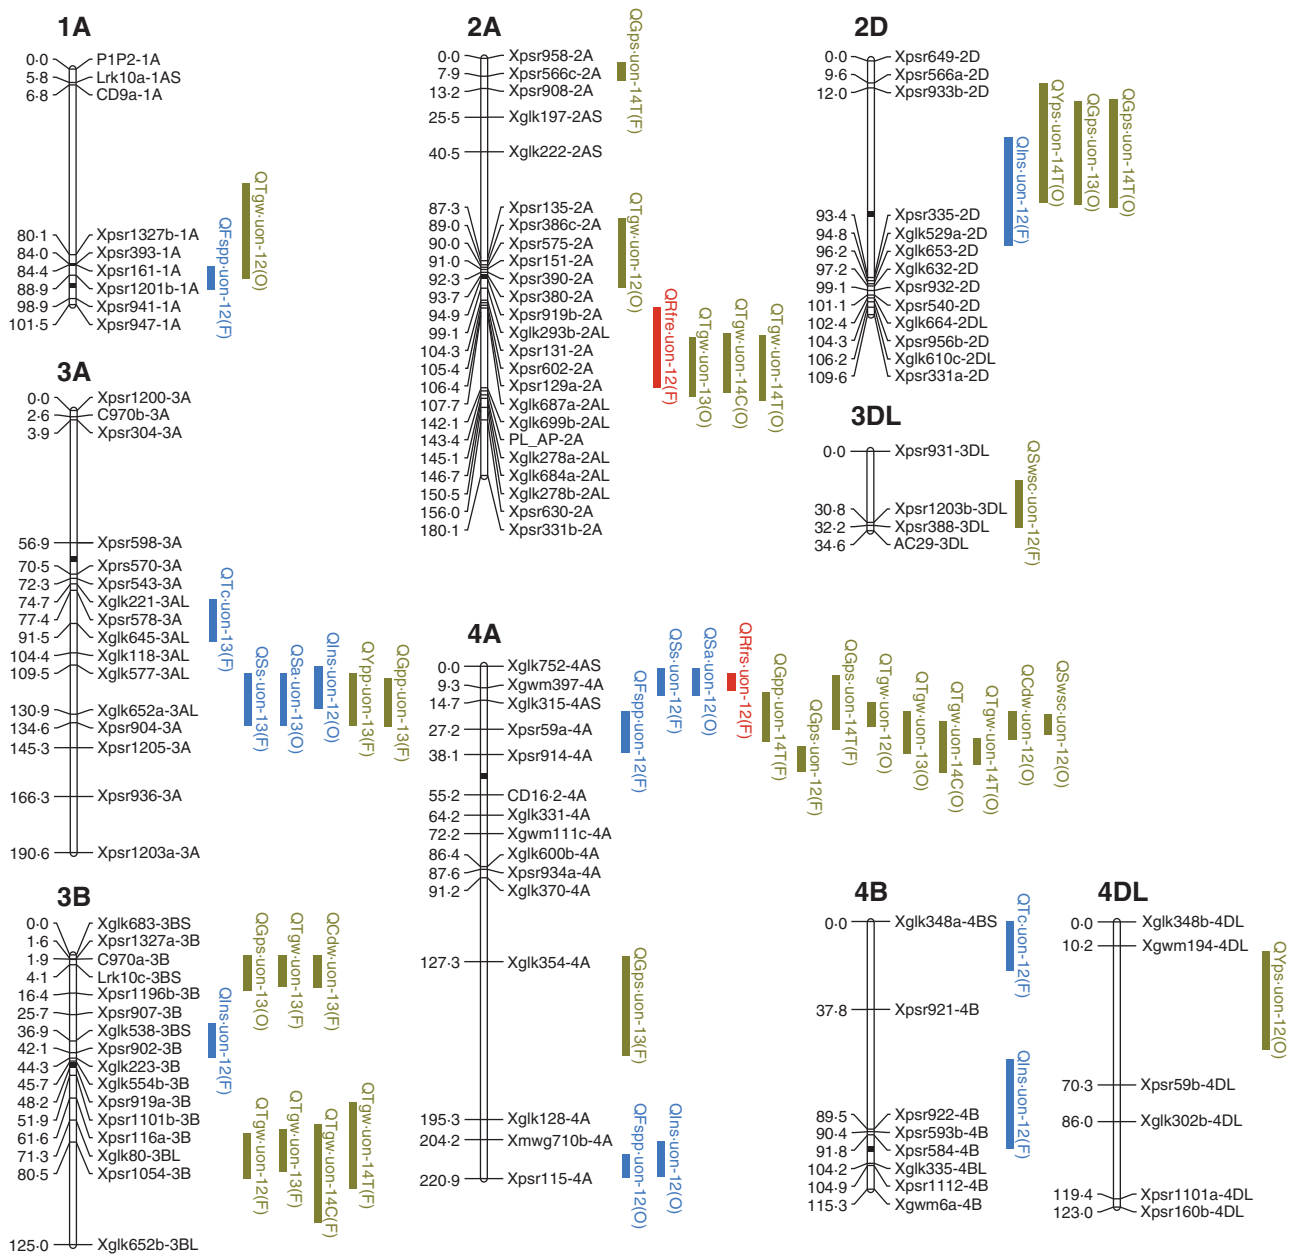 1A
0·0 P1P2-1A
5·8 Lrk10a-1AS
6·8 CD9a-1A
80·1 Xpsr1327b-1A
84·0 Xpsr393-1A
84·4 Xpsr161-1A
88·9 Xpsr1201b-1A
98·9 Xpsr941-1A
101·5 Xpsr947-1A
QFspp·uon-12(F)
QTgw·uon-12(O)
2A
0·0 Xpsr958-2A
7·9 Xpsr566c-2A
13·2 Xpsr908-2A
25·5 Xglk197-2AS
40·5 Xglk222-2AS
87·3 Xpsr135-2A
89·0 Xpsr386c-2A
90·0 Xpsr575-2A
91·0 Xpsr151-2A
92·3 Xpsr390-2A
93·7 Xpsr380-2A
94·9 Xpsr919b-2A
99·1 Xglk293b-2AL
104·3 Xpsr131-2A
105·4 Xpsr602-2A
106·4 Xpsr129a-2A
107·7 Xglk687a-2AL
142·1 Xglk699b-2AL
143·4 PL_AP-2A
145·1 Xglk278a-2AL
146·7 Xglk684a-2AL
150·5 Xglk278b-2AL
156·0 Xpsr630-2A
180·1 Xpsr331b-2A
QGps·uon-14T(F)
QTgw·uon-12(O)
QRfre·uon-12(F)
QTgw·uon-13(O)
QTgw·uon-14C(O)
QTgw·uon-14T(O)
2D
0·0 Xpsr649-2D
9·6 Xpsr566a-2D
12·0 Xpsr933b-2D
93·4 Xpsr335-2D
94·8 Xglk529a-2D
96·2 Xglk653-2D
97·2 Xglk632-2D
99·1 Xpsr932-2D
101·1 Xpsr540-2D
102·4 Xglk664-2DL
104·3 Xpsr956b-2D
106·2 Xglk610c-2DL
109·6 Xpsr331a-2D
QIns·uon-12(F)
QYps·uon-14T(O)
QGps·uon-13(O)
QGps·uon-14T(O)
3A
0·0 Xpsr1200-3A
2·6 C970b-3A
3·9 Xpsr304-3A
56·9 Xpsr598-3A
70·5 Xprs570-3A
72·3 Xpsr543-3A
74·7 Xglk221-3AL
77·4 Xpsr578-3A
91·5 Xglk645-3AL
104·4 Xglk118-3AL
109·5 Xglk577-3AL
130·9 Xglk652a-3AL
134·6 Xpsr904-3A
145·3 Xpsr1205-3A
166·3 Xpsr936-3A
190·6 Xpsr1203a-3A
QTc·uon-13(F)
QSs·uon-13(F)
QSa·uon-13(O)
QIns·uon-12(O)
QYpp·uon-13(F)
QGpp·uon-13(F)
3DL
0·0 Xpsr931-3DL
30·8 Xpsr1203b-3DL
32·2 Xpsr388-3DL
34·6 AC29-3DL
QSwsc·uon-12(F)
4A
0·0 Xglk752-4AS
9·3 Xgwm397-4A
14·7 Xglk315-4AS
27·2 Xpsr59a-4A
38·1 Xpsr914-4A
55·2 CD16·2-4A
64·2 Xglk331-4A
72·2 Xgwm111c-4A
86·4 Xglk600b-4A
87·6 Xpsr934a-4A
91·2 Xglk370-4A
127·3 Xglk354-4A
195·3 Xglk128-4A
204·2 Xmwg710b-4A
220·9 Xpsr115-4A
QFspp·uon-12(F)
QSs·uon-12(F)
QSa·uon-12(O)
QRfrs·uon-12(F)
QGpp·uon-14T(F)
QGps·uon-12(F)
QGps·uon-14T(F)
QTgw·uon-12(O)
QTgw·uon-13(O)
QTgw·uon-14C(O)
QTgw·uon-14T(O)
QCdw·uon-12(O)
QSwsc·uon-12(O)
QGps·uon-13(F)
QFspp·uon-12(O)
QIns·uon-12(O)
3B
0·0 Xglk683-3BS
1·6 Xpsr1327a-3B
1·9 C970a-3B
4·1 Lrk10c-3BS
16·4 Xpsr1196b-3B
25·7 Xpsr907-3B
36·9 Xglk538-3BS
42·1 Xpsr902-3B
44·3 Xglk223-3B
45·7 Xglk554b-3B
48·2 Xpsr919a-3B
51·9 Xpsr1101b-3B
61·6 Xpsr116a-3B
71·3 Xglk80-3BL
80·5 Xpsr1054-3B
125·0 Xglk652b-3BL
QIns·uon-12(F)
QGps·uon-13(O)
QTgw·uon-13(F)
QCdw·uon-13(F)
QTgw·uon-12(F)
QTgw·uon-13(F)
QTgw·uon-14C(F)
QTgw·uon-14T(F)
4B
0·0 Xglk348a-4BS
37·8 Xpsr921-4B
89·5 Xpsr922-4B
90·4 Xpsr593b-4B
91·8 Xpsr584-4B
104·2 Xglk335-4BL
104·9 Xpsr1112-4B
115·3 Xgwm6a-4B
QTc·uon-12(F)
QIns·uon-12(F)
4DL
0·0 Xglk348b-4DL
10·2 Xgwm194-4DL
70·3 Xpsr59b-4DL
86·0 Xglk302b-4DL
119·4 Xpsr1101a-4DL
123·0 Xpsr160b-4DL
QYps·uon-12(O)